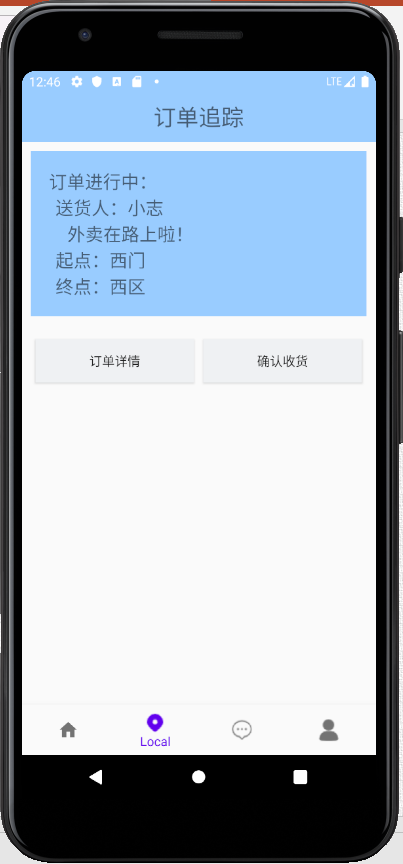 12:46
LTE
订单追踪
订单进行中：
送货人：小志
外卖在路上啦！
起点：西门
终点：西区
订单详情
确认收货
Local